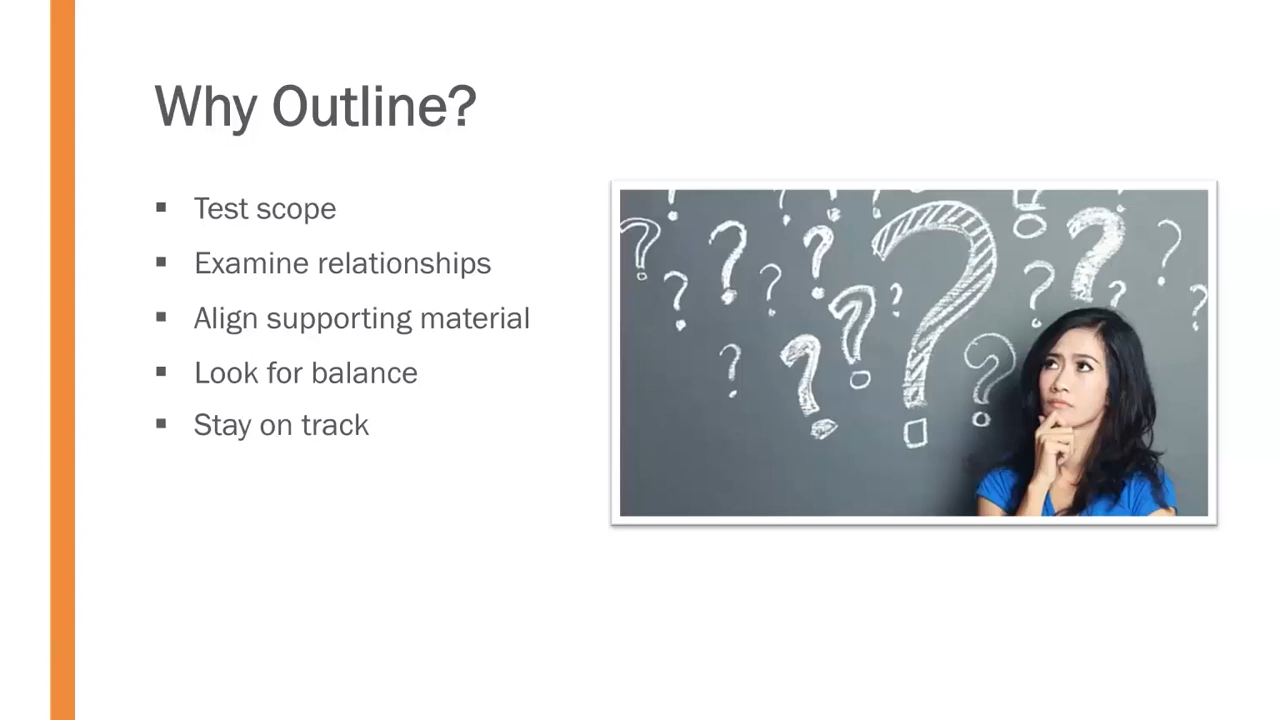 Why Outline?
▪ Test scope
▪ Examine relationships
▪ Align supporting material
▪ Look for balance
▪ Stay on track